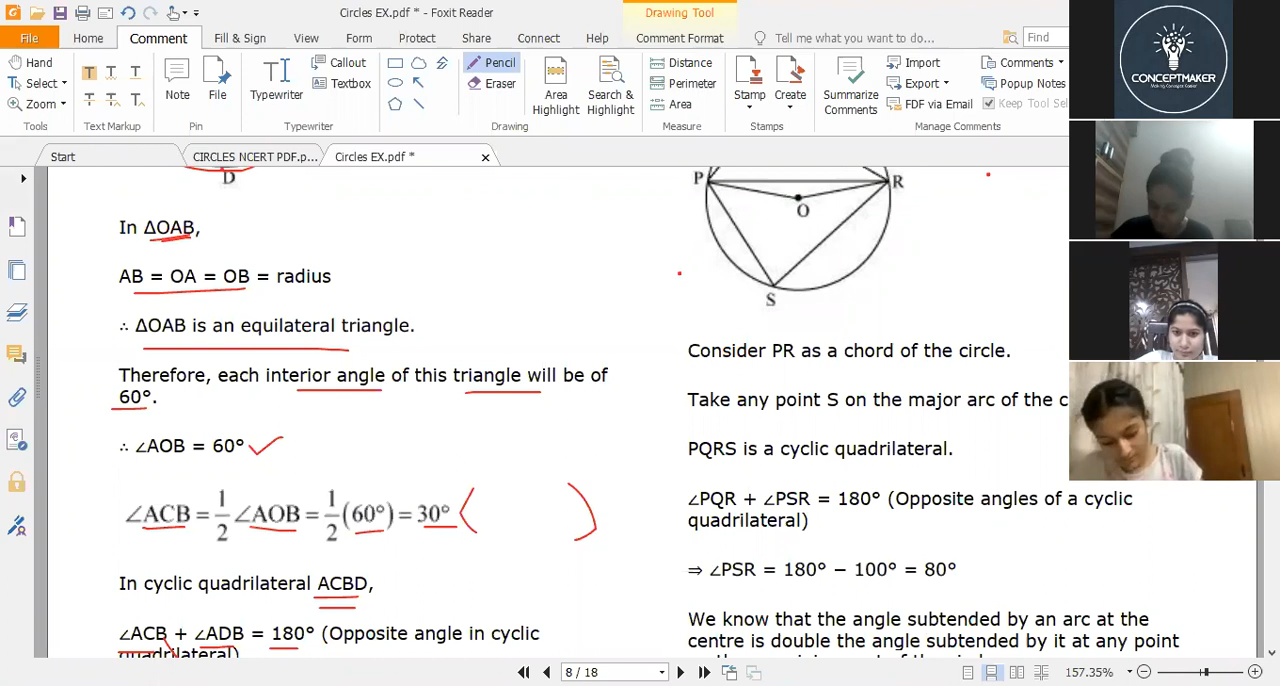 Circles EX.pdf * - Foxit Reader
Drawing Tool
File Home Comment Fill & Sign View Form Protect Share Connect Help Comment Format Tell me what you want to do... Find
Hand
Select
Zoom
Tools
T T T
T T T
Text Markup
Note
File
Pin
Typewriter
Callout
Textbox
Typewriter
Pencil
Eraser
Drawing
Area Highlight
Search & Highlight
Distance
Perimeter
Area
Measure
Stamp
Create
Stamps
Summarize Comments
Import
Export
FDF via Email
Comments
Popup Notes
Keep Tool Sel
Manage Comments
CONCEPTMAKER
Making Concepts Easier
Start
CIRCLES NCERT PDF.p...
Circles EX.pdf *
D
In ΔOAB,
AB = OA = OB = radius
∴ ΔOAB is an equilateral triangle.
Therefore, each interior angle of this triangle will be of
60°.
∴ ∠AOB = 60°
∠ACB = 1/2 ∠AOB = 1/2 (60°) = 30°
In cyclic quadrilateral ACBD,
∠ACB + ∠ADB = 180° (Opposite angle in cyclic
quadrilateral)
P
R
O
S
Consider PR as a chord of the circle.
Take any point S on the major arc of the c
PQRS is a cyclic quadrilateral.
∠PQR + ∠PSR = 180° (Opposite angles of a cyclic
quadrilateral)
⇒ ∠PSR = 180° − 100° = 80°
We know that the angle subtended by an arc at the
centre is double the angle subtended by it at any point
8 / 18
157.35%